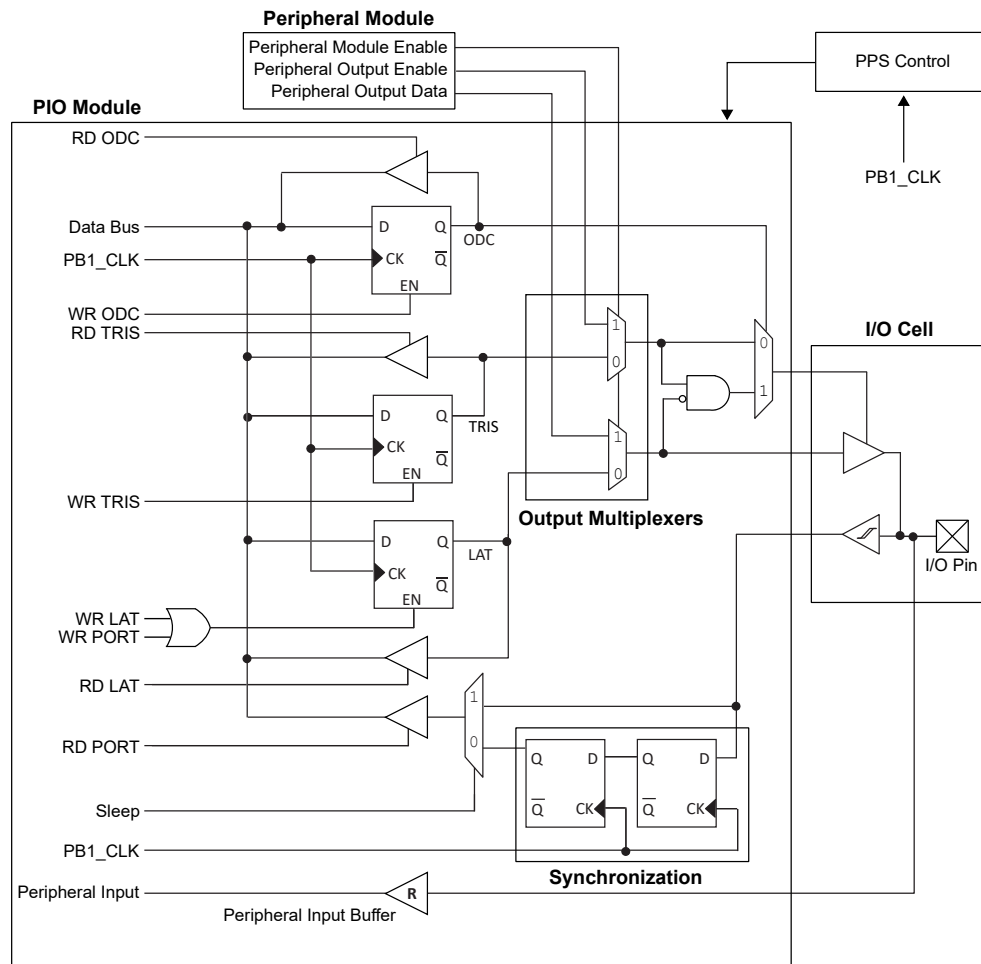 Peripheral Module
Peripheral Module Enable
Peripheral Output Enable
Peripheral Output Data
PPS Control
PB1_CLK
PIO Module
RD ODC
Data Bus
D Q
ODC
PB1_CLK
CK Q
EN
WR ODC
RD TRIS
1
0
0
1
I/O Cell
D Q
TRIS
CK Q
EN
WR TRIS
1
0
Output Multiplexers
D Q
LAT
CK Q
EN
I/O Pin
WR LAT
WR PORT
RD LAT
1
0
RD PORT
Q D Q D
Q CK Q CK
Sleep
PB1_CLK
Synchronization
Peripheral Input
R
Peripheral Input Buffer